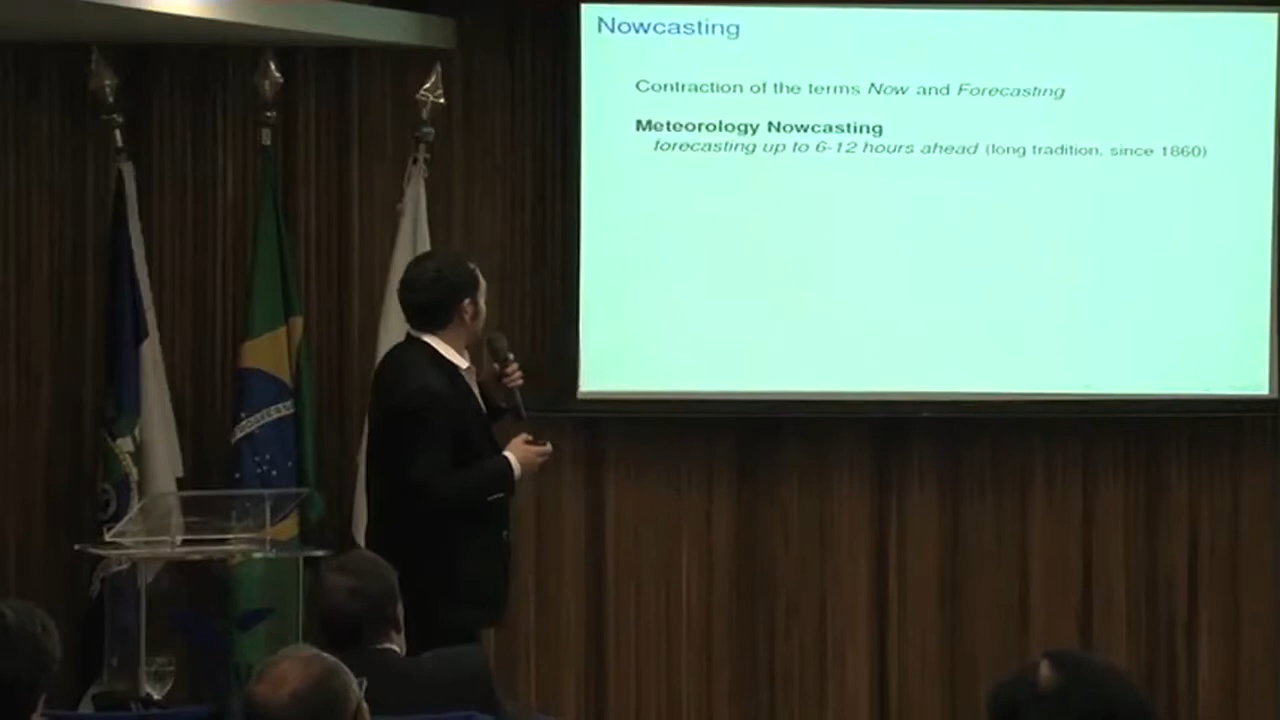 Nowcasting
Contraction of the terms Now and Forecasting
Meteorology Nowcasting
forecasting up to 6-12 hours ahead (long tradition, since 1860)